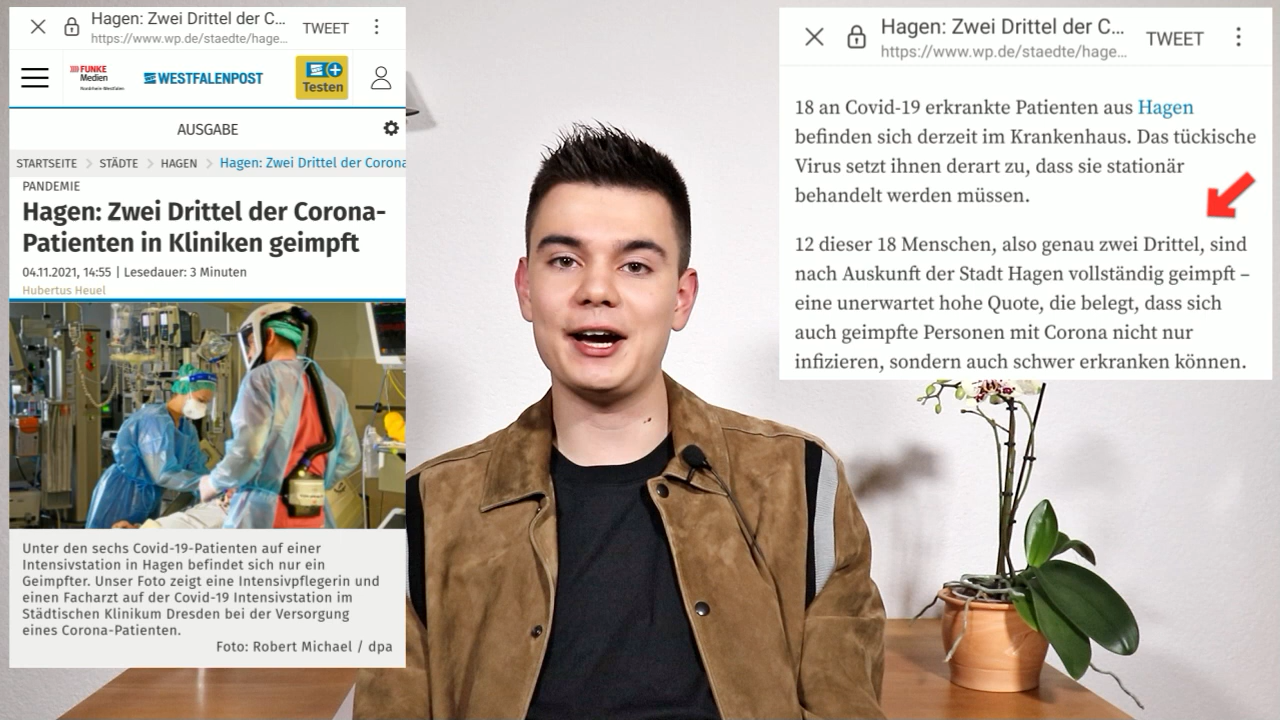 Hagen: Zwei Drittel der C...
https://www.wp.de/staedte/hage...
TWEET
FUNKE
Medien
Nordrhein-Westfalen
WESTFALENPOST
Testen
AUSGABE
STARTSEITE > STÄDTE > HAGEN > Hagen: Zwei Drittel der Corona
PANDEMIE
Hagen: Zwei Drittel der Corona-
Patienten in Kliniken geimpft
04.11.2021, 14:55 | Lesedauer: 3 Minuten
Hubertus Heuel
Unter den sechs Covid-19-Patienten auf einer
Intensivstation in Hagen befindet sich nur ein
Geimpfter. Unser Foto zeigt eine Intensivpflegerin und
einen Facharzt auf der Covid-19 Intensivstation im
Städtischen Klinikum Dresden bei der Versorgung
eines Corona-Patienten.
Foto: Robert Michael / dpa
Hagen: Zwei Drittel der C...
https://www.wp.de/staedte/hage...
TWEET
18 an Covid-19 erkrankte Patienten aus Hagen
befinden sich derzeit im Krankenhaus. Das tückische
Virus setzt ihnen derart zu, dass sie stationär
behandelt werden müssen.
12 dieser 18 Menschen, also genau zwei Drittel, sind
nach Auskunft der Stadt Hagen vollständig geimpft –
eine unerwartet hohe Quote, die belegt, dass sich
auch geimpfte Personen mit Corona nicht nur
infizieren, sondern auch schwer erkranken können.